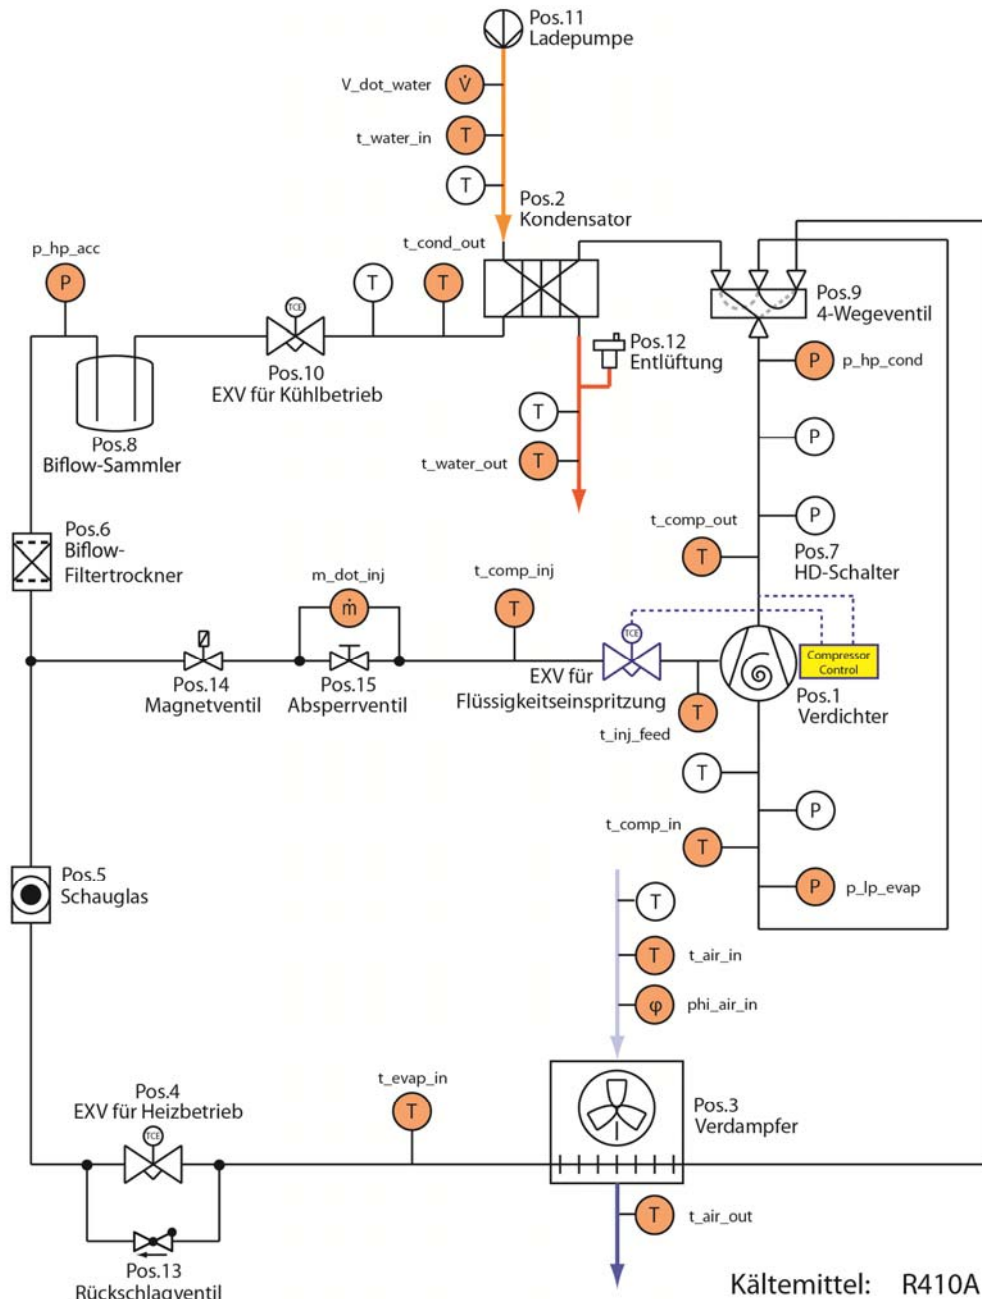 Pos.11
Ladepumpe
V_dot_water
V̇
t_water_in
T
T
Pos.2
Kondensator
p_hp_acc
P
T
t_cond_out
T
TCE
Pos.10
EXV für Kühlbetrieb
Pos.8
Biflow-Sammler
Pos.12
Entlüftung
T
t_water_out
T
Pos.9
4-Wegeventil
P
p_hp_cond
P
P
Pos.7
HD-Schalter
t_comp_out
T
Pos.6
Biflow-
Filtertrockner
m_dot_inj
ṁ
t_comp_inj
T
TCE
Compressor
Control
Pos.14
Magnetventil
Pos.15
Absperrventil
EXV für
Flüssigkeitseinspritzung
Pos.1
Verdichter
t_inj_feed
T
T
P
t_comp_in
T
P
p_lp_evap
Pos.5
Schauglas
T
T
t_air_in
φ
phi_air_in
Pos.4
EXV für Heizbetrieb
TCE
t_evap_in
T
Pos.3
Verdampfer
T
t_air_out
Pos.13
Rückschlagventil
Kältemittel: R410A